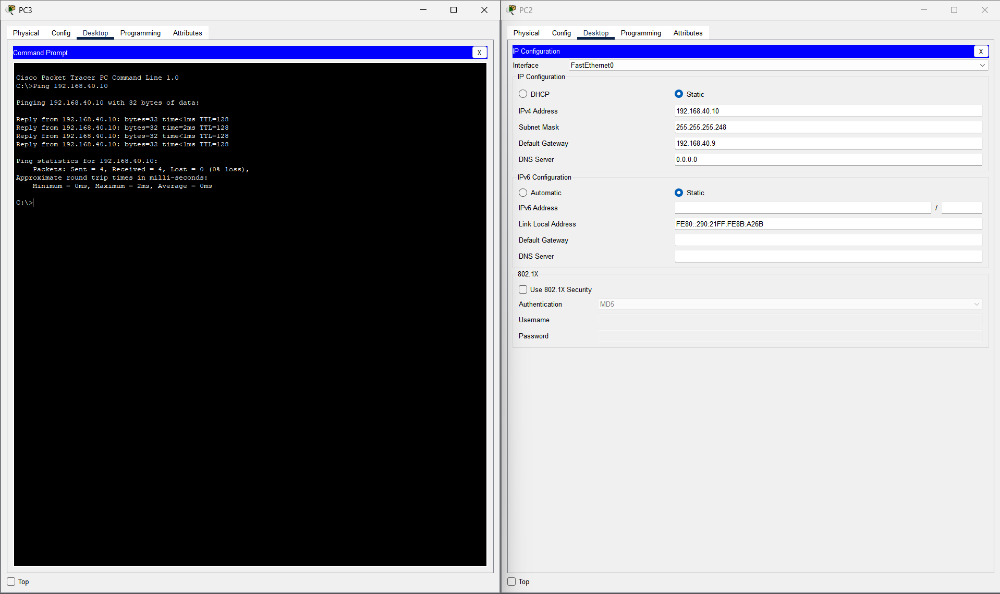 PC3
Physical Config Desktop Programming Attributes
Command Prompt X
Cisco Packet Tracer PC Command Line 1.0
C:\>Ping 192.168.40.10
Pinging 192.168.40.10 with 32 bytes of data:
Reply from 192.168.40.10: bytes=32 time<1ms TTL=128
Reply from 192.168.40.10: bytes=32 time=2ms TTL=128
Reply from 192.168.40.10: bytes=32 time<1ms TTL=128
Reply from 192.168.40.10: bytes=32 time<1ms TTL=128
Ping statistics for 192.168.40.10:
Packets: Sent = 4, Received = 4, Lost = 0 (0% loss),
Approximate round trip times in milli-seconds:
Minimum = 0ms, Maximum = 2ms, Average = 0ms
C:\>
Top
PC2
Physical Config Desktop Programming Attributes
IP Configuration X
Interface FastEthernet0
IP Configuration
DHCP Static
IPv4 Address 192.168.40.10
Subnet Mask 255.255.255.248
Default Gateway 192.168.40.9
DNS Server 0.0.0.0
IPv6 Configuration
Automatic Static
IPv6 Address /
Link Local Address FE80::290:21FF:FE8B:A26B
Default Gateway
DNS Server
802.1X
Use 802.1X Security
Authentication MD5
Username
Password
Top